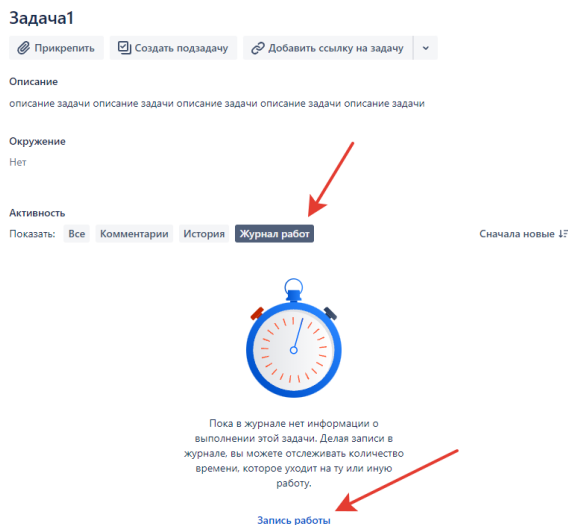 Задача1
Прикрепить Создать подзадачу Добавить ссылку на задачу
Описание
описание задачи описание задачи описание задачи описание задачи описание задачи
Окружение
Нет
Активность
Показать: Все Комментарии История Журнал работ Сначала новые
Пока в журнале нет информации о
выполнении этой задачи. Делая записи в
журнале, вы можете отслеживать количество
времени, которое уходит на ту или иную
работу.
Запись работы